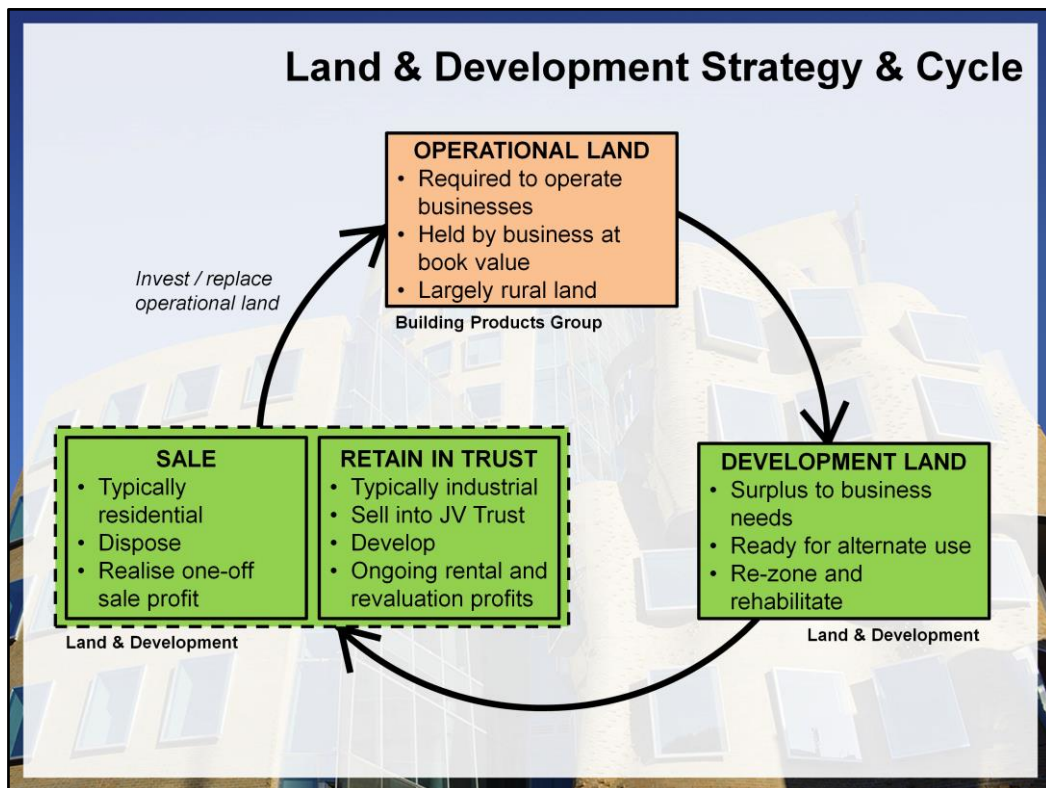 Land & Development Strategy & Cycle
OPERATIONAL LAND
• Required to operate
businesses
• Held by business at
book value
• Largely rural land
Building Products Group
Invest / replace
operational land
DEVELOPMENT LAND
• Surplus to business
needs
• Ready for alternate use
• Re-zone and
rehabilitate
Land & Development
SALE
• Typically
residential
• Dispose
• Realise one-off
sale profit
RETAIN IN TRUST
• Typically industrial
• Sell into JV Trust
• Develop
• Ongoing rental and
revaluation profits
Land & Development